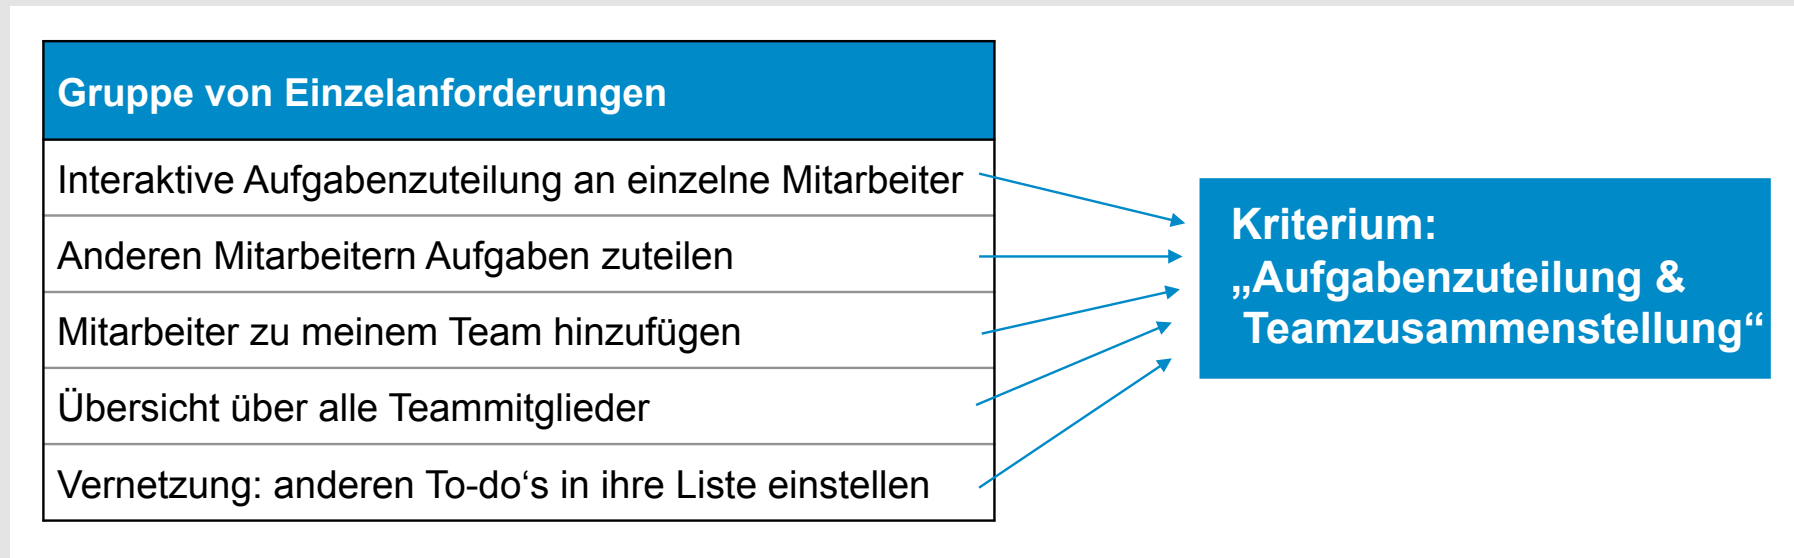 Gruppe von Einzelanforderungen
Interaktive Aufgabenzuteilung an einzelne Mitarbeiter
Anderen Mitarbeitern Aufgaben zuteilen
Mitarbeiter zu meinem Team hinzufügen
Übersicht über alle Teammitglieder
Vernetzung: anderen To-do‘s in ihre Liste einstellen
Kriterium:
„Aufgabenzuteilung &
Teamzusammenstellung“